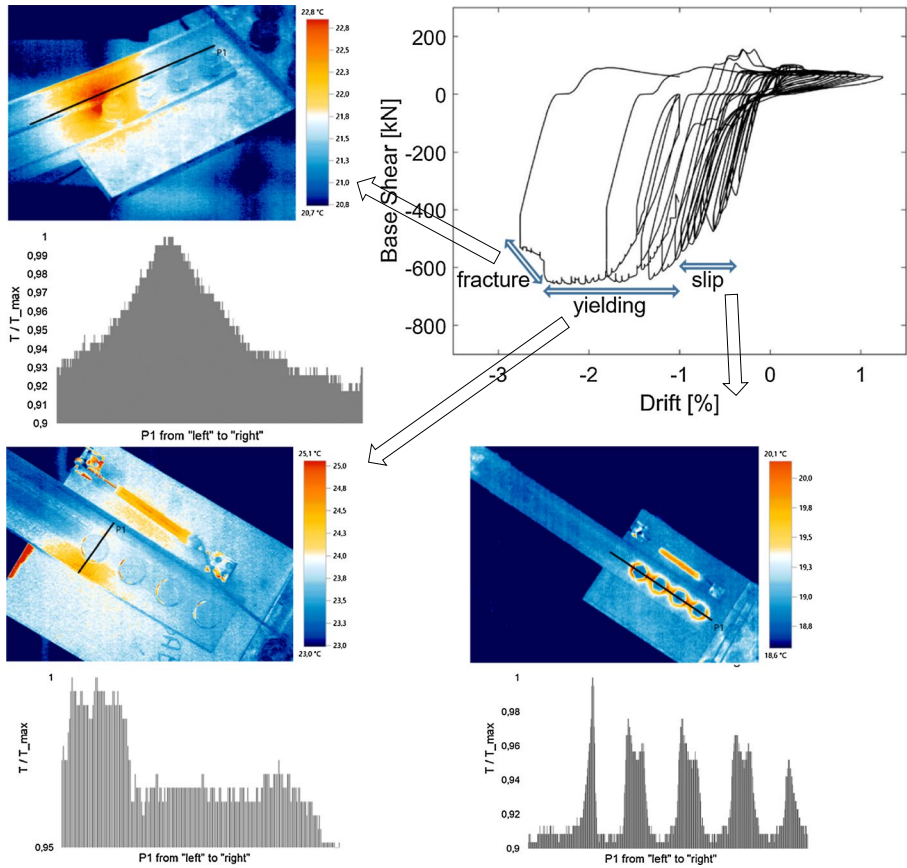 22,8 °C
22,8
22,5
22,3
22,0
21,8
21,5
21,3
21,0
20,8
20,7 °C
P1
T / T_max
1
0,99
0,98
0,97
0,96
0,95
0,94
0,93
0,92
0,91
0,9
P1 from "left" to "right"
Base Shear [kN]
200
0
-200
-400
-600
-800
fracture
yielding
slip
-3
-2
-1
0
1
Drift [%]
25,1 °C
25,0
24,8
24,5
24,3
24,0
23,8
23,5
23,3
23,0
23,0 °C
P1
T / T_max
1
0,95
P1 from "left" to "right"
20,1 °C
20,0
19,8
19,5
19,3
19,0
18,8
18,6 °C
P1
T / T_max
1
0,98
0,96
0,94
0,92
0,9
P1 from "left" to "right"